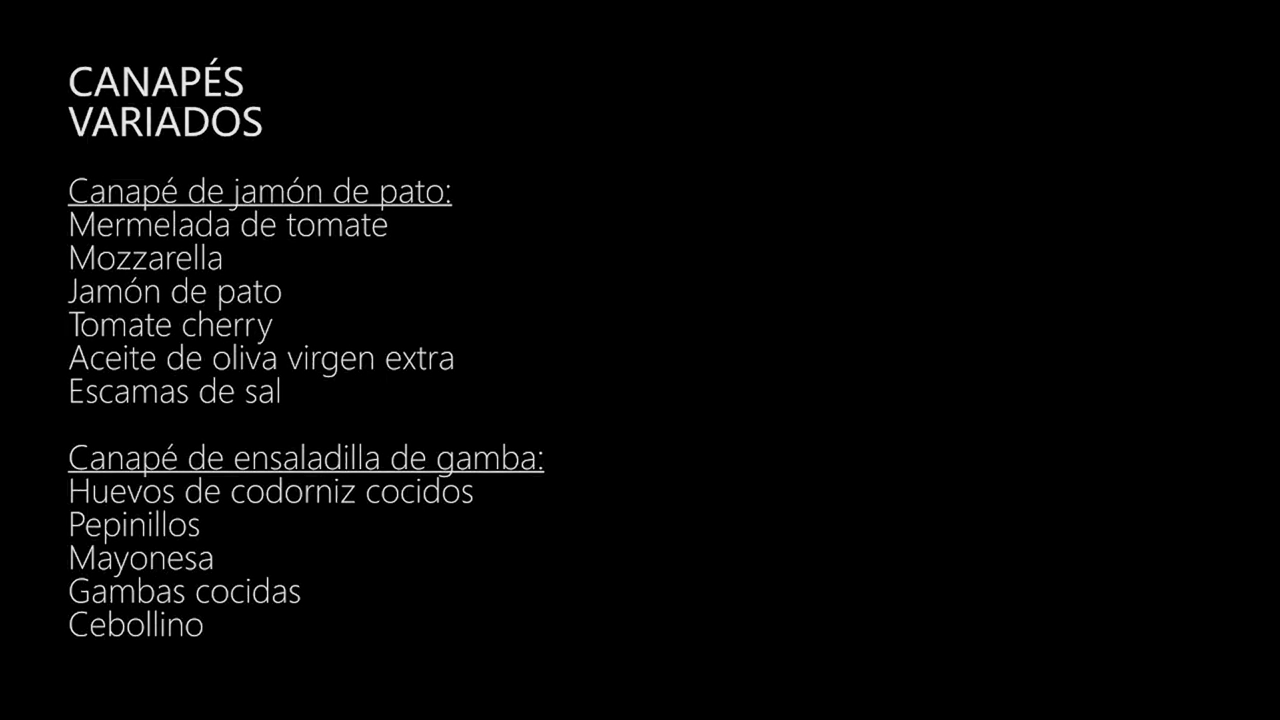 CANAPÉS
VARIADOS
Canapé de jamón de pato:
Mermelada de tomate
Mozzarella
Jamón de pato
Tomate cherry
Aceite de oliva virgen extra
Escamas de sal
Canapé de ensaladilla de gamba:
Huevos de codorniz cocidos
Pepinillos
Mayonesa
Gambas cocidas
Cebollino